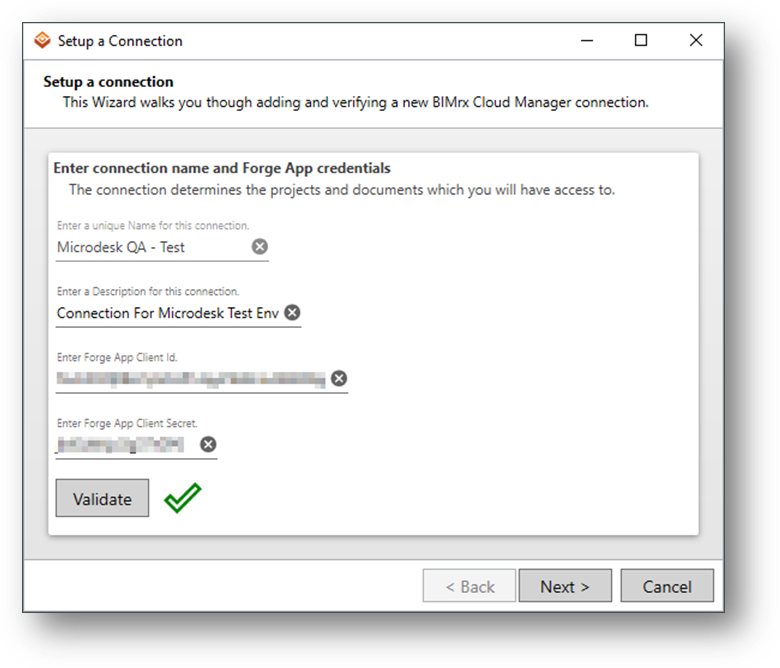 Setup a Connection
Setup a connection
This Wizard walks you though adding and verifying a new BIMrx Cloud Manager connection.
Enter connection name and Forge App credentials
The connection determines the projects and documents which you will have access to.
Enter a unique Name for this connection.
Microdesk QA - Test
Enter a Description for this connection.
Connection For Microdesk Test Env
Enter Forge App Client Id.
Enter Forge App Client Secret.
Validate
< Back Next > Cancel